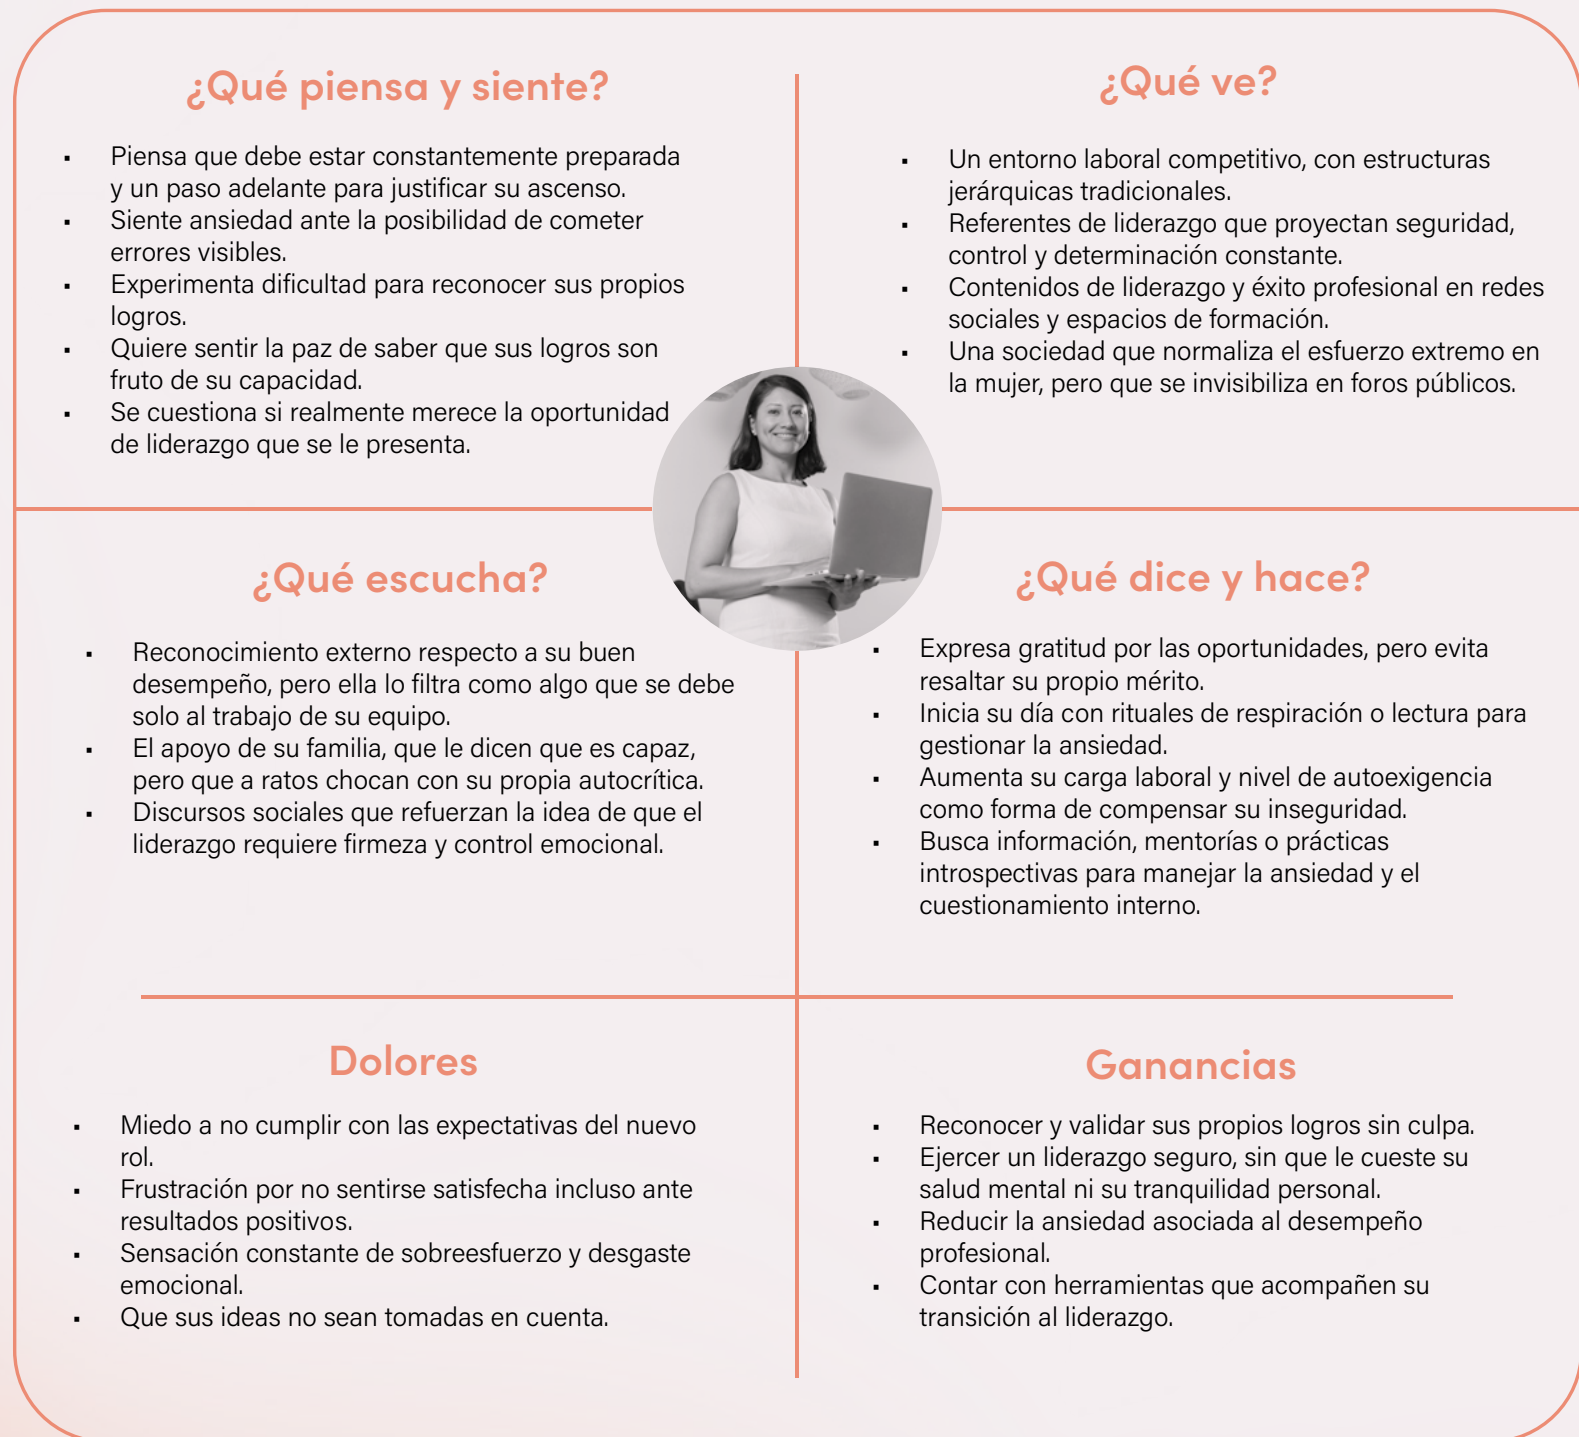 ¿Qué piensa y siente?
▪ Piensa que debe estar constantemente preparada
y un paso adelante para justificar su ascenso.
▪ Siente ansiedad ante la posibilidad de cometer
errores visibles.
▪ Experimenta dificultad para reconocer sus propios
logros.
▪ Quiere sentir la paz de saber que sus logros son
fruto de su capacidad.
▪ Se cuestiona si realmente merece la oportunidad
de liderazgo que se le presenta.
¿Qué ve?
▪ Un entorno laboral competitivo, con estructuras
jerárquicas tradicionales.
▪ Referentes de liderazgo que proyectan seguridad,
control y determinación constante.
▪ Contenidos de liderazgo y éxito profesional en redes
sociales y espacios de formación.
▪ Una sociedad que normaliza el esfuerzo extremo en
la mujer, pero que se invisibiliza en foros públicos.
¿Qué escucha?
▪ Reconocimiento externo respecto a su buen
desempeño, pero ella lo filtra como algo que se debe
solo al trabajo de su equipo.
▪ El apoyo de su familia, que le dicen que es capaz,
pero que a ratos chocan con su propia autocrítica.
▪ Discursos sociales que refuerzan la idea de que el
liderazgo requiere firmeza y control emocional.
¿Qué dice y hace?
▪ Expresa gratitud por las oportunidades, pero evita
resaltar su propio mérito.
▪ Inicia su día con rituales de respiración o lectura para
gestionar la ansiedad.
▪ Aumenta su carga laboral y nivel de autoexigencia
como forma de compensar su inseguridad.
▪ Busca información, mentorías o prácticas
introspectivas para manejar la ansiedad y el
cuestionamiento interno.
Dolores
▪ Miedo a no cumplir con las expectativas del nuevo
rol.
▪ Frustración por no sentirse satisfecha incluso ante
resultados positivos.
▪ Sensación constante de sobreesfuerzo y desgaste
emocional.
▪ Que sus ideas no sean tomadas en cuenta.
Ganancias
▪ Reconocer y validar sus propios logros sin culpa.
▪ Ejercer un liderazgo seguro, sin que le cueste su
salud mental ni su tranquilidad personal.
▪ Reducir la ansiedad asociada al desempeño
profesional.
▪ Contar con herramientas que acompañen su
transición al liderazgo.